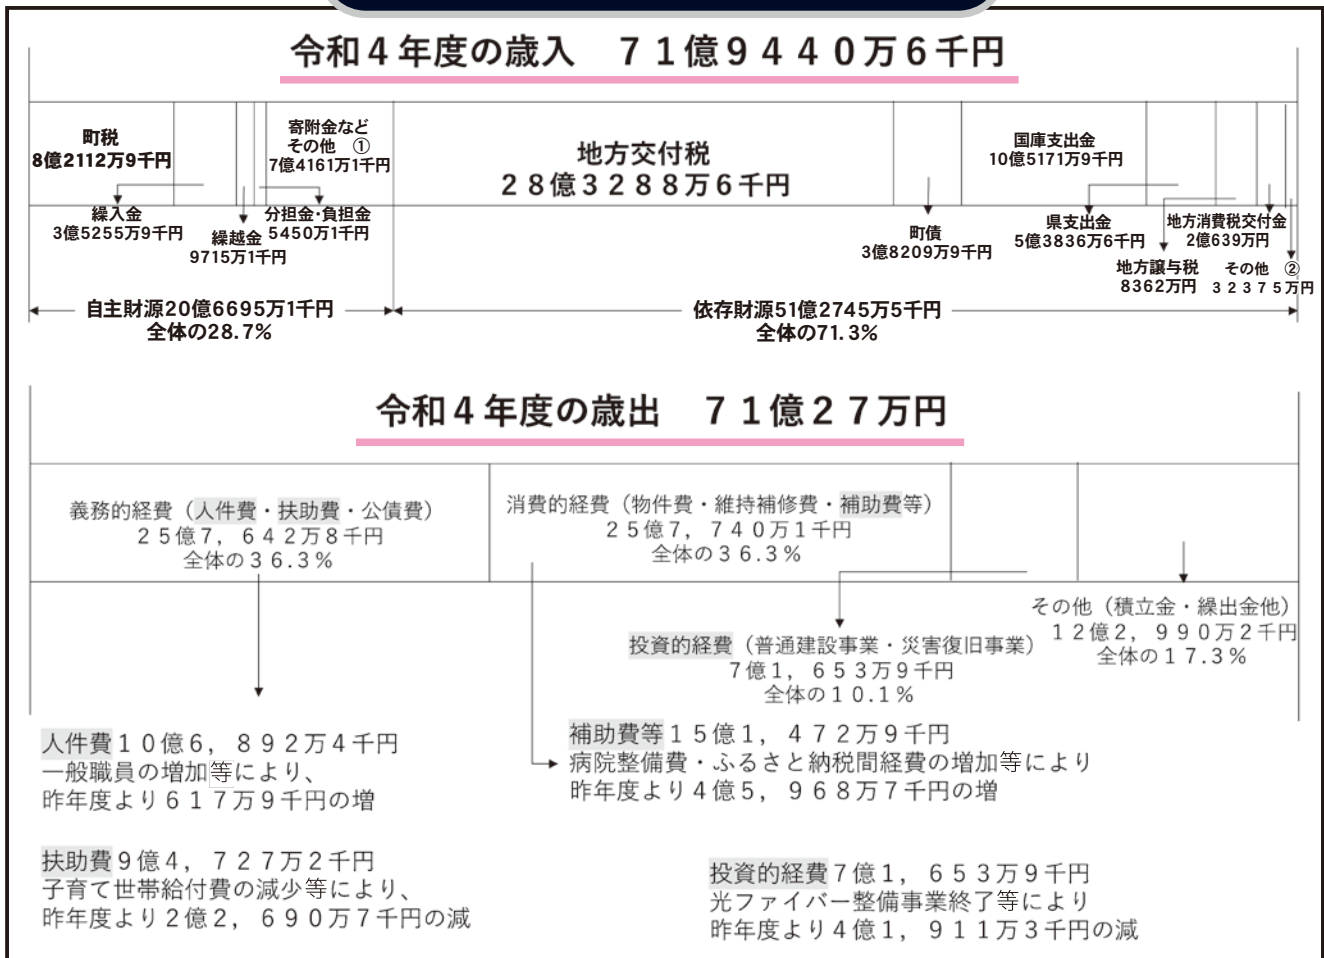 令和４年度の歳入　７１億９４４０万６千円
町税
8億2112万9千円
寄附金など
その他　①
7億4161万1千円
地方交付税
２８億３２８８万６千円
国庫支出金
10億5171万9千円
繰入金
3億5255万9千円
繰越金
9715万1千円
分担金・負担金
5450万1千円
町債
3億8209万9千円
県支出金
5億3836万6千円
地方消費税交付金
2億639万円
地方譲与税
8362万円
その他　②
３２３７５万円
自主財源20億6695万1千円
全体の28.7%
依存財源51億2745万5千円
全体の71.3%
令和４年度の歳出　７１億２７万円
義務的経費（人件費・扶助費・公債費）
２５億７，６４２万８千円
全体の３６.３％
消費的経費（物件費・維持補修費・補助費等）
２５億７，７４０万１千円
全体の３６.３％
投資的経費（普通建設事業・災害復旧事業）
７億１，６５３万９千円
全体の１０.１％
その他（積立金・繰出金他）
１２億２，９９０万２千円
全体の１７.３％
人件費１０億６，８９２万４千円
一般職員の増加等により、
昨年度より６１７万９千円の増
補助費等１５億１，４７２万９千円
病院整備費・ふるさと納税間経費の増加等により
昨年度より４億５，９６８万７千円の増
扶助費９億４，７２７万２千円
子育て世帯給付費の減少等により、
昨年度より２億２，６９０万７千円の減
投資的経費７億１，６５３万９千円
光ファイバー整備事業終了等により
昨年度より４億１，９１１万３千円の減